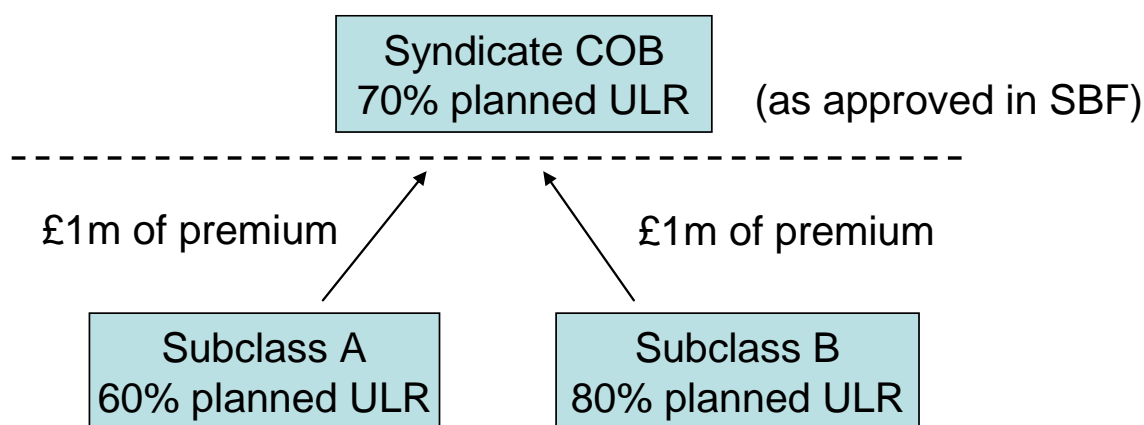 Syndicate COB
70% planned ULR
(as approved in SBF)
£1m of premium
£1m of premium
Subclass A
60% planned ULR
Subclass B
80% planned ULR